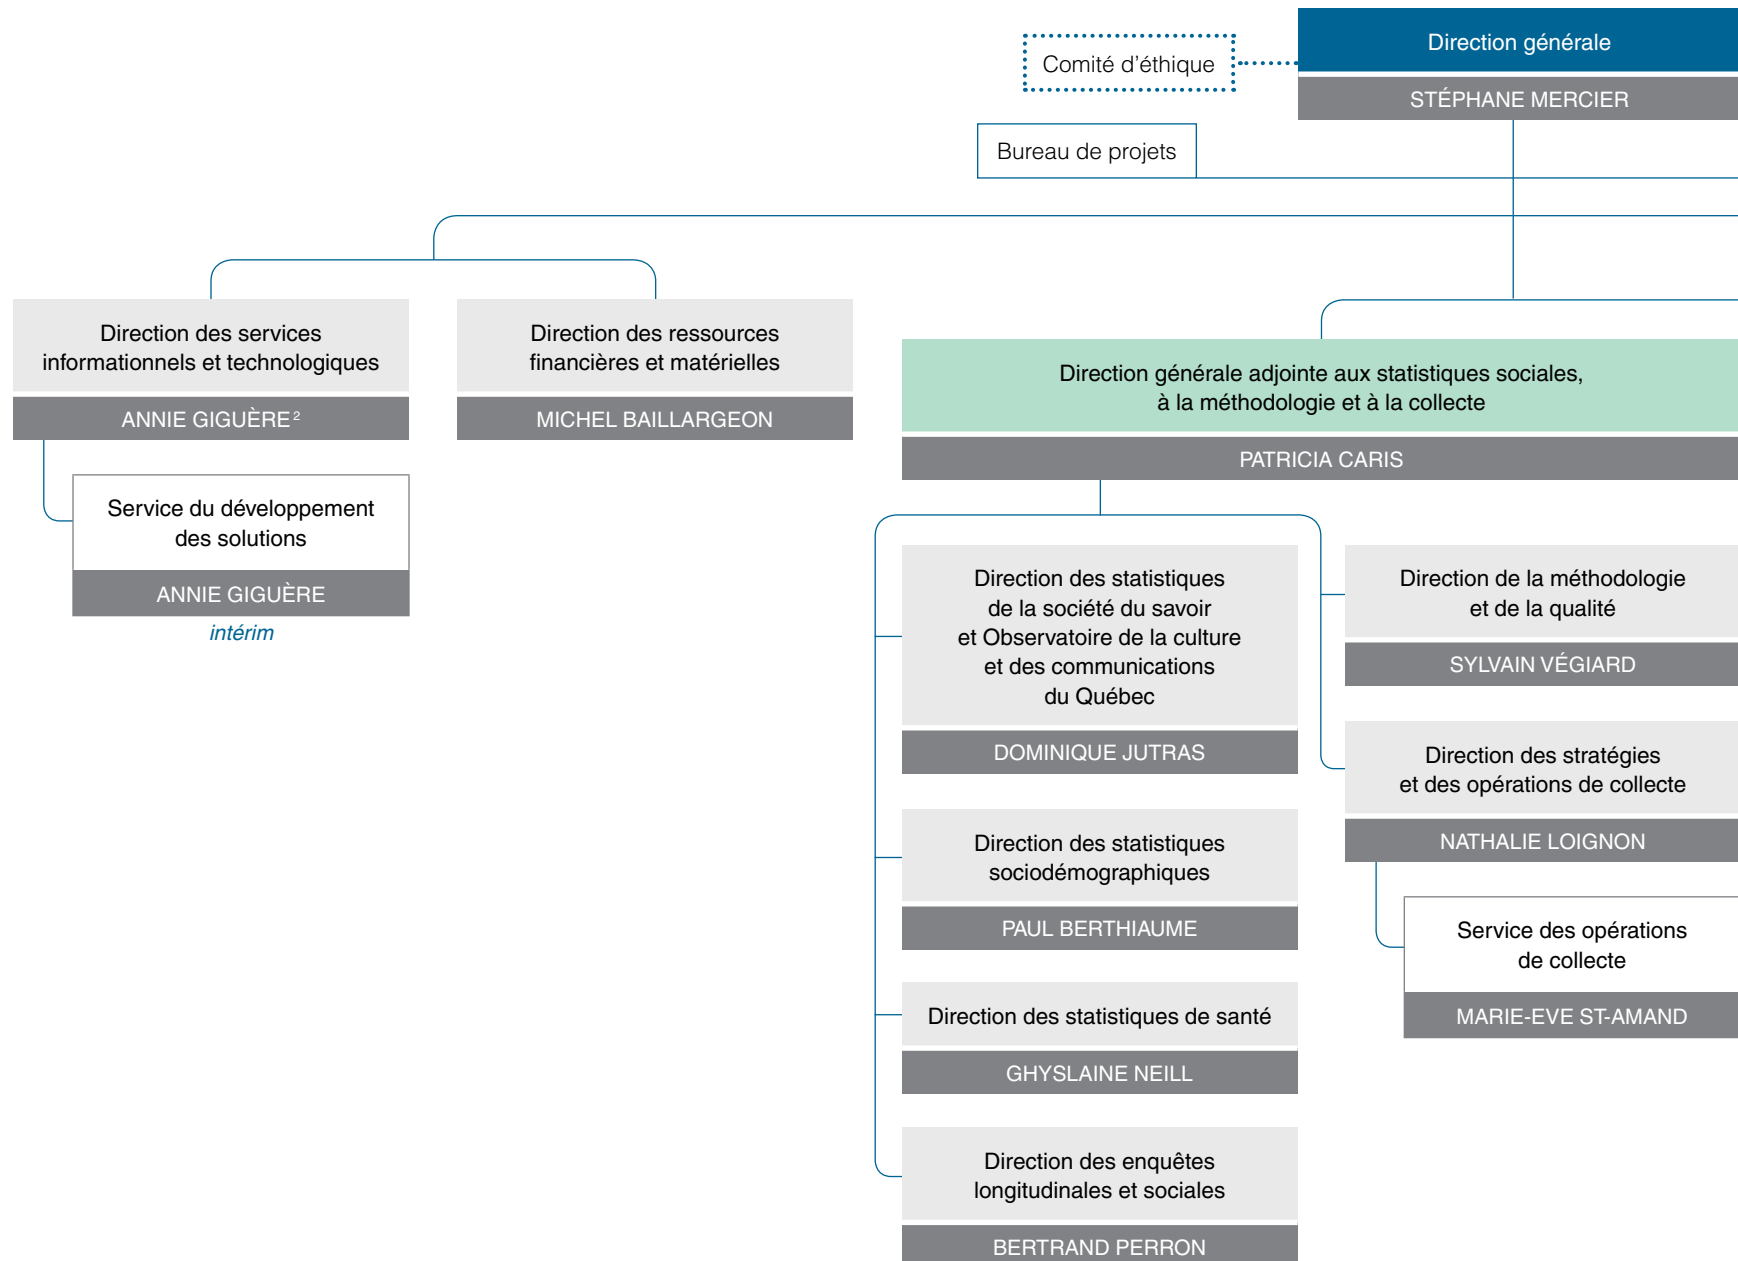 Direction générale
Comité d'éthique
STÉPHANE MERCIER
Bureau de projets
Direction des services
informationnels et technologiques
ANNIE GIGUÈRE ²
Service du développement
des solutions
ANNIE GIGUÈRE
intérim
Direction des ressources
financières et matérielles
MICHEL BAILLARGEON
Direction générale adjointe aux statistiques sociales,
à la méthodologie et à la collecte
PATRICIA CARIS
Direction des statistiques
de la société du savoir
et Observatoire de la culture
et des communications
du Québec
DOMINIQUE JUTRAS
Direction des statistiques
sociodémographiques
PAUL BERTHIAUME
Direction des statistiques de santé
GHYSLAINE NEILL
Direction des enquêtes
longitudinales et sociales
BERTRAND PERRON
Direction de la méthodologie
et de la qualité
SYLVAIN VÉGIARD
Direction des stratégies
et des opérations de collecte
NATHALIE LOIGNON
Service des opérations
de collecte
MARIE-EVE ST-AMAND